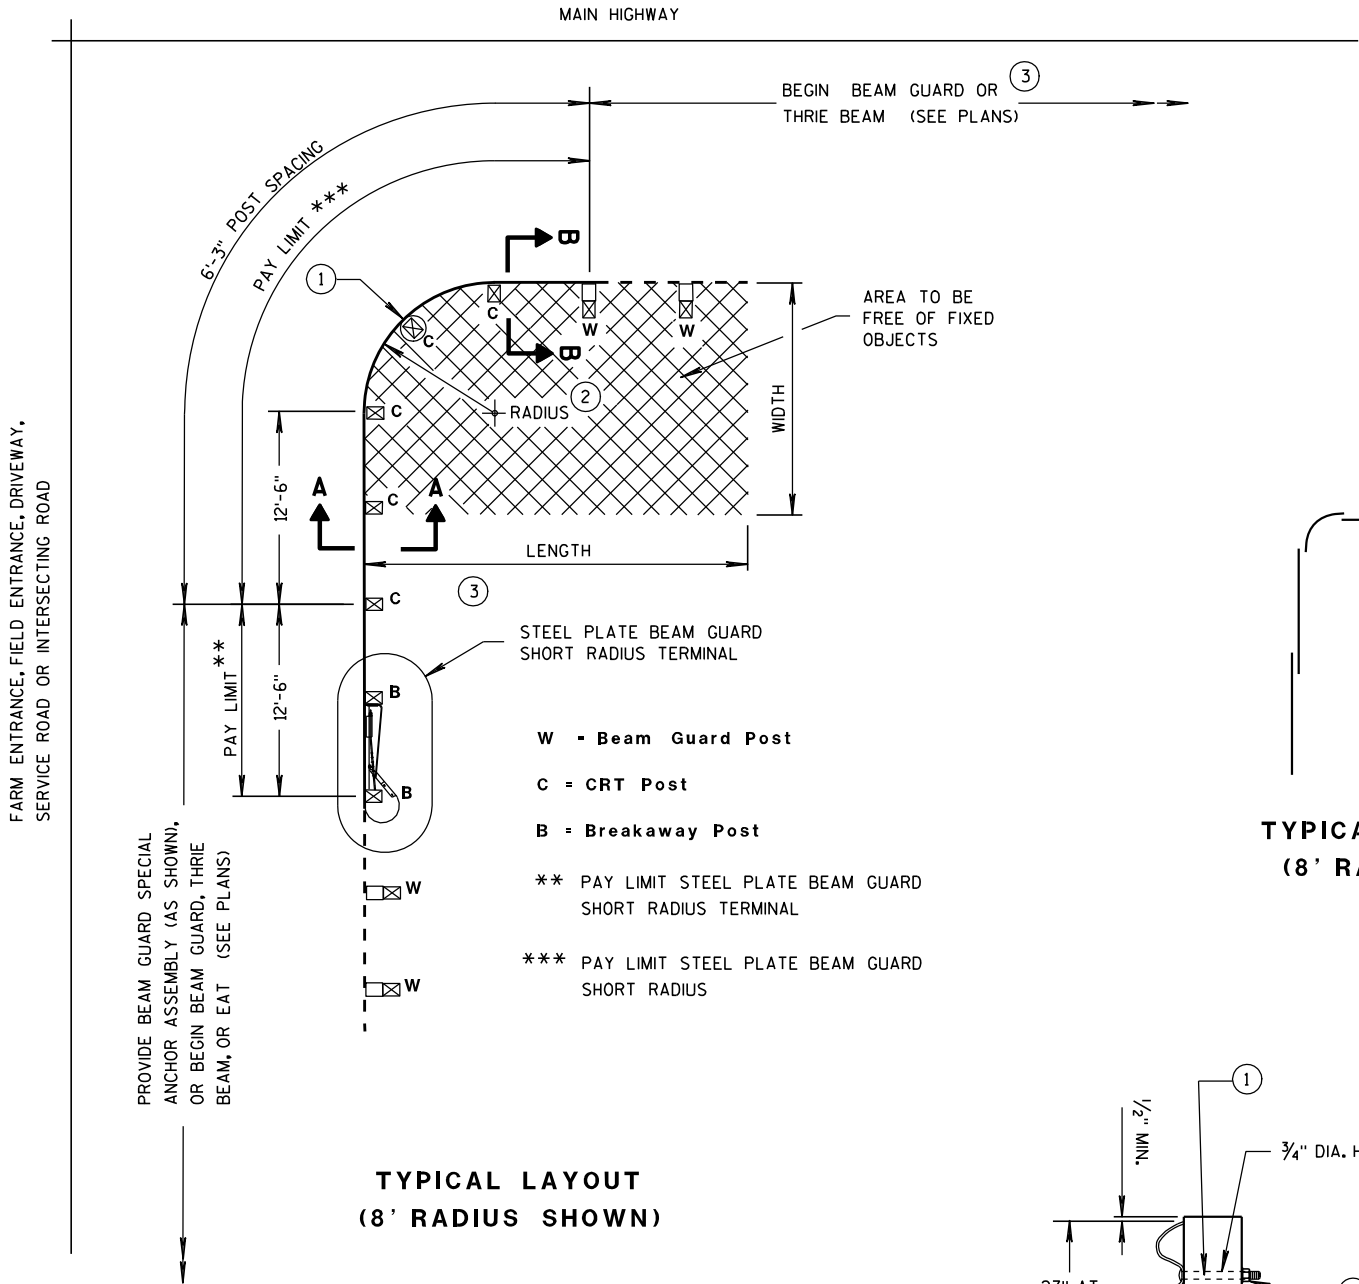 MAIN HIGHWAY
BEGIN BEAM GUARD OR
THRIE BEAM (SEE PLANS)
3
6'-3" POST SPACING
PAY LIMIT ***
1
B
B
C
C
W
W
AREA TO BE
FREE OF FIXED
OBJECTS
2
RADIUS
WIDTH
C
12'-6"
A
A
C
LENGTH
3
C
FARM ENTRANCE, FIELD ENTRANCE, DRIVEWAY,
SERVICE ROAD OR INTERSECTING ROAD
STEEL PLATE BEAM GUARD
SHORT RADIUS TERMINAL
PAY LIMIT **
12'-6"
B
B
W - Beam Guard Post
C = CRT Post
B = Breakaway Post
** PAY LIMIT STEEL PLATE BEAM GUARD
SHORT RADIUS TERMINAL
*** PAY LIMIT STEEL PLATE BEAM GUARD
SHORT RADIUS
W
W
PROVIDE BEAM GUARD SPECIAL
ANCHOR ASSEMBLY (AS SHOWN),
OR BEGIN BEAM GUARD, THRIE
BEAM, OR EAT (SEE PLANS)
TYPICAL LAYOUT
(8' RADIUS SHOWN)
TYPICA
(8' RA
1
1/2" MIN.
3/4" DIA. H